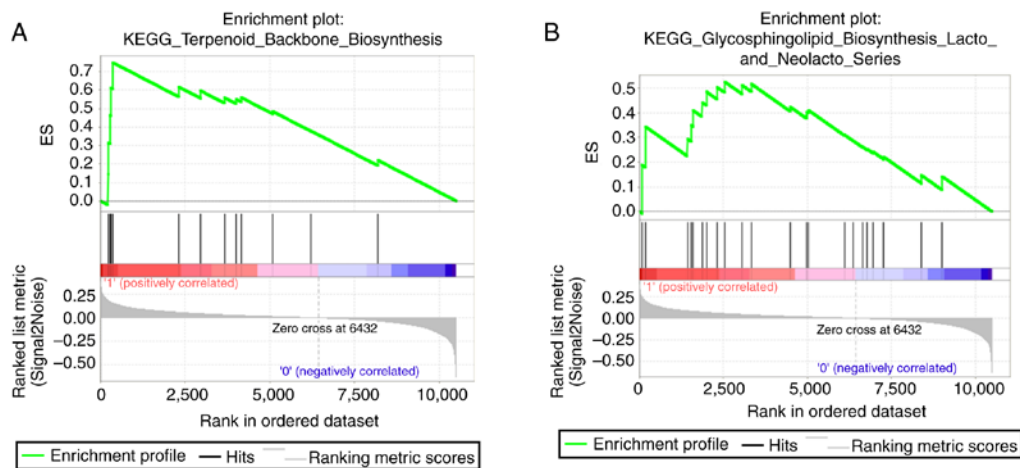 A
Enrichment plot:
KEGG_Terpenoid_Backbone_Biosynthesis
ES
0.7
0.6
0.5
0.4
0.3
0.2
0.1
0.0
'1' (positively correlated)
Ranked list metric
(Signal2Noise)
0.25
0.00
−0.25
−0.50
Zero cross at 6432
'0' (negatively correlated)
0
2,500
5,000
7,500
10,000
Rank in ordered dataset
Enrichment profile
Hits
Ranking metric scores
B
Enrichment plot:
KEGG_Glycosphingolipid_Biosynthesis_Lacto_
and_Neolacto_Series
ES
0.5
0.4
0.3
0.2
0.1
0.0
'1' (positively correlated)
Ranked list metric
(Signal2Noise)
0.25
0.00
−0.25
−0.50
Zero cross at 6432
'0' (negatively correlated)
0
2,500
5,000
7,500
10,000
Rank in ordered dataset
Enrichment profile
Hits
Ranking metric scores